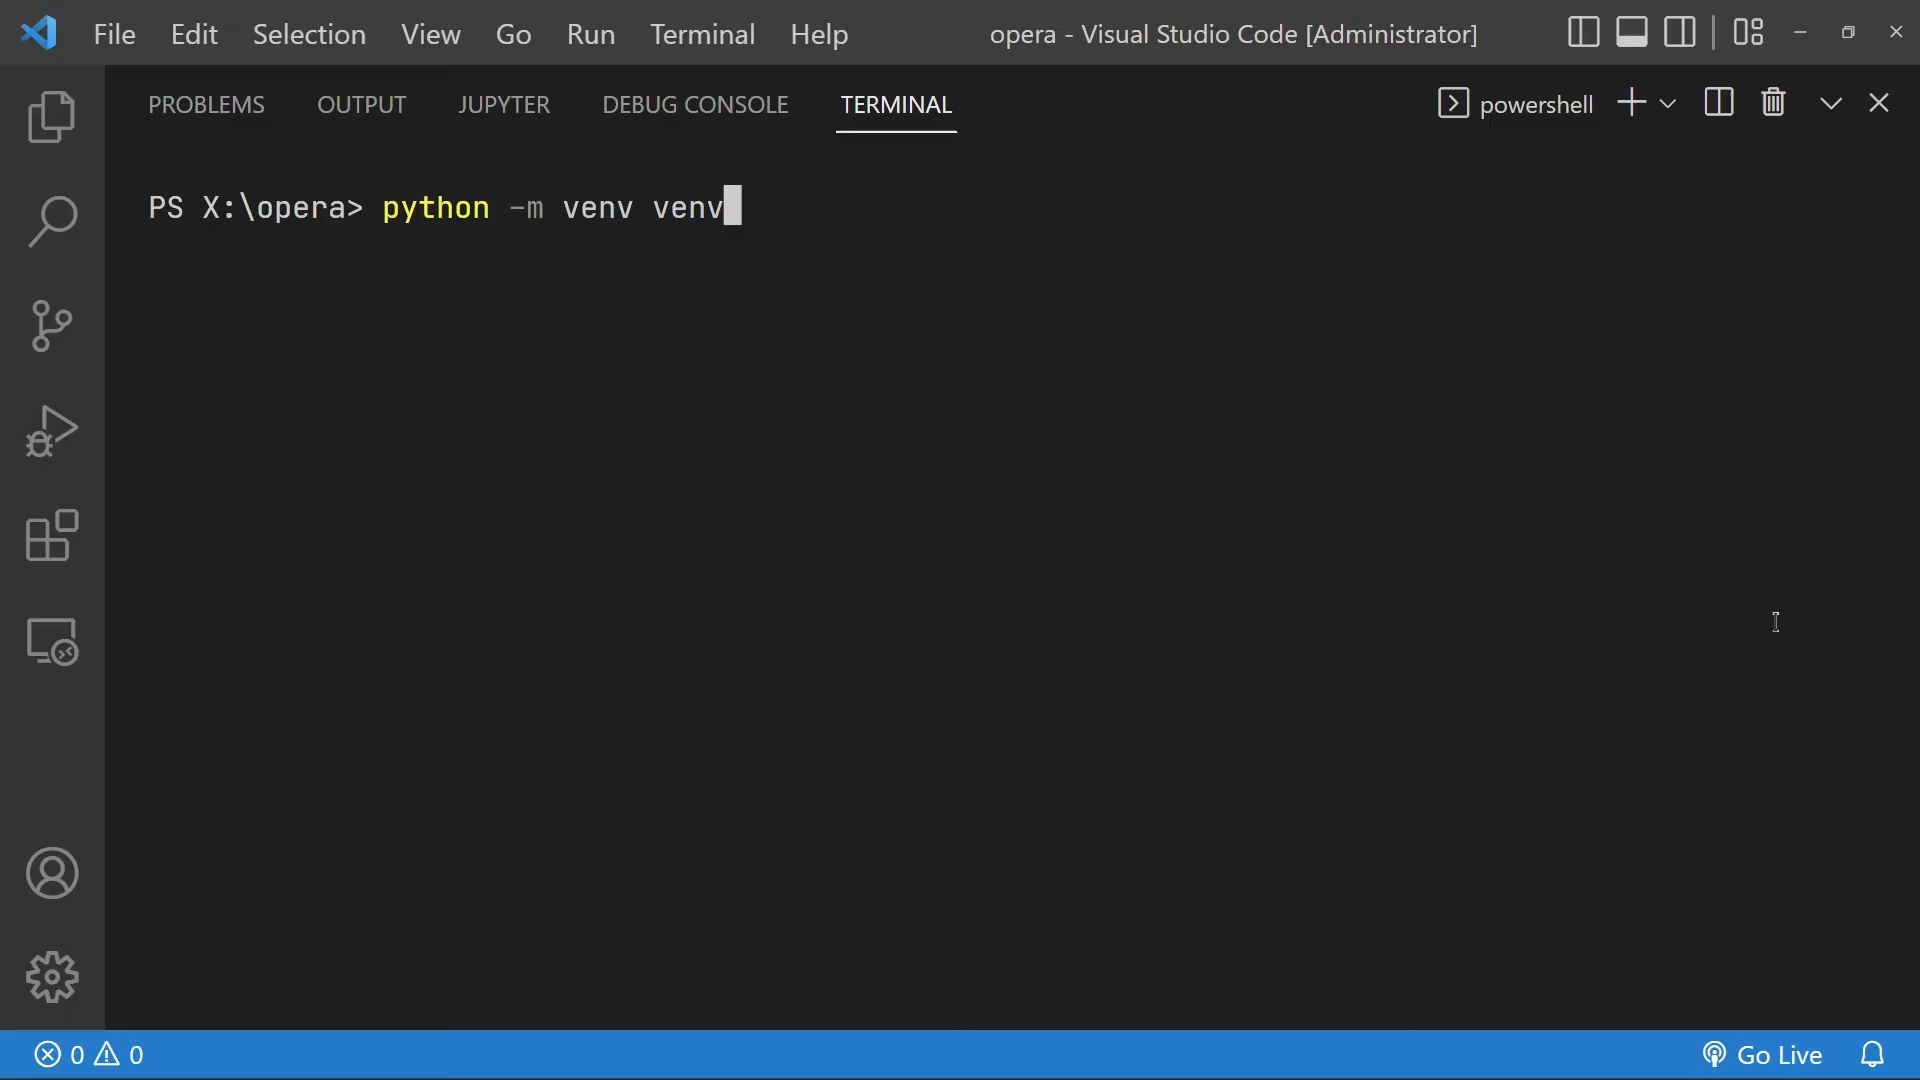 File Edit Selection View Go Run Terminal Help opera - Visual Studio Code [Administrator]
PROBLEMS OUTPUT JUPYTER DEBUG CONSOLE TERMINAL powershell
PS X:\opera> python -m venv venv
0 0 Go Live